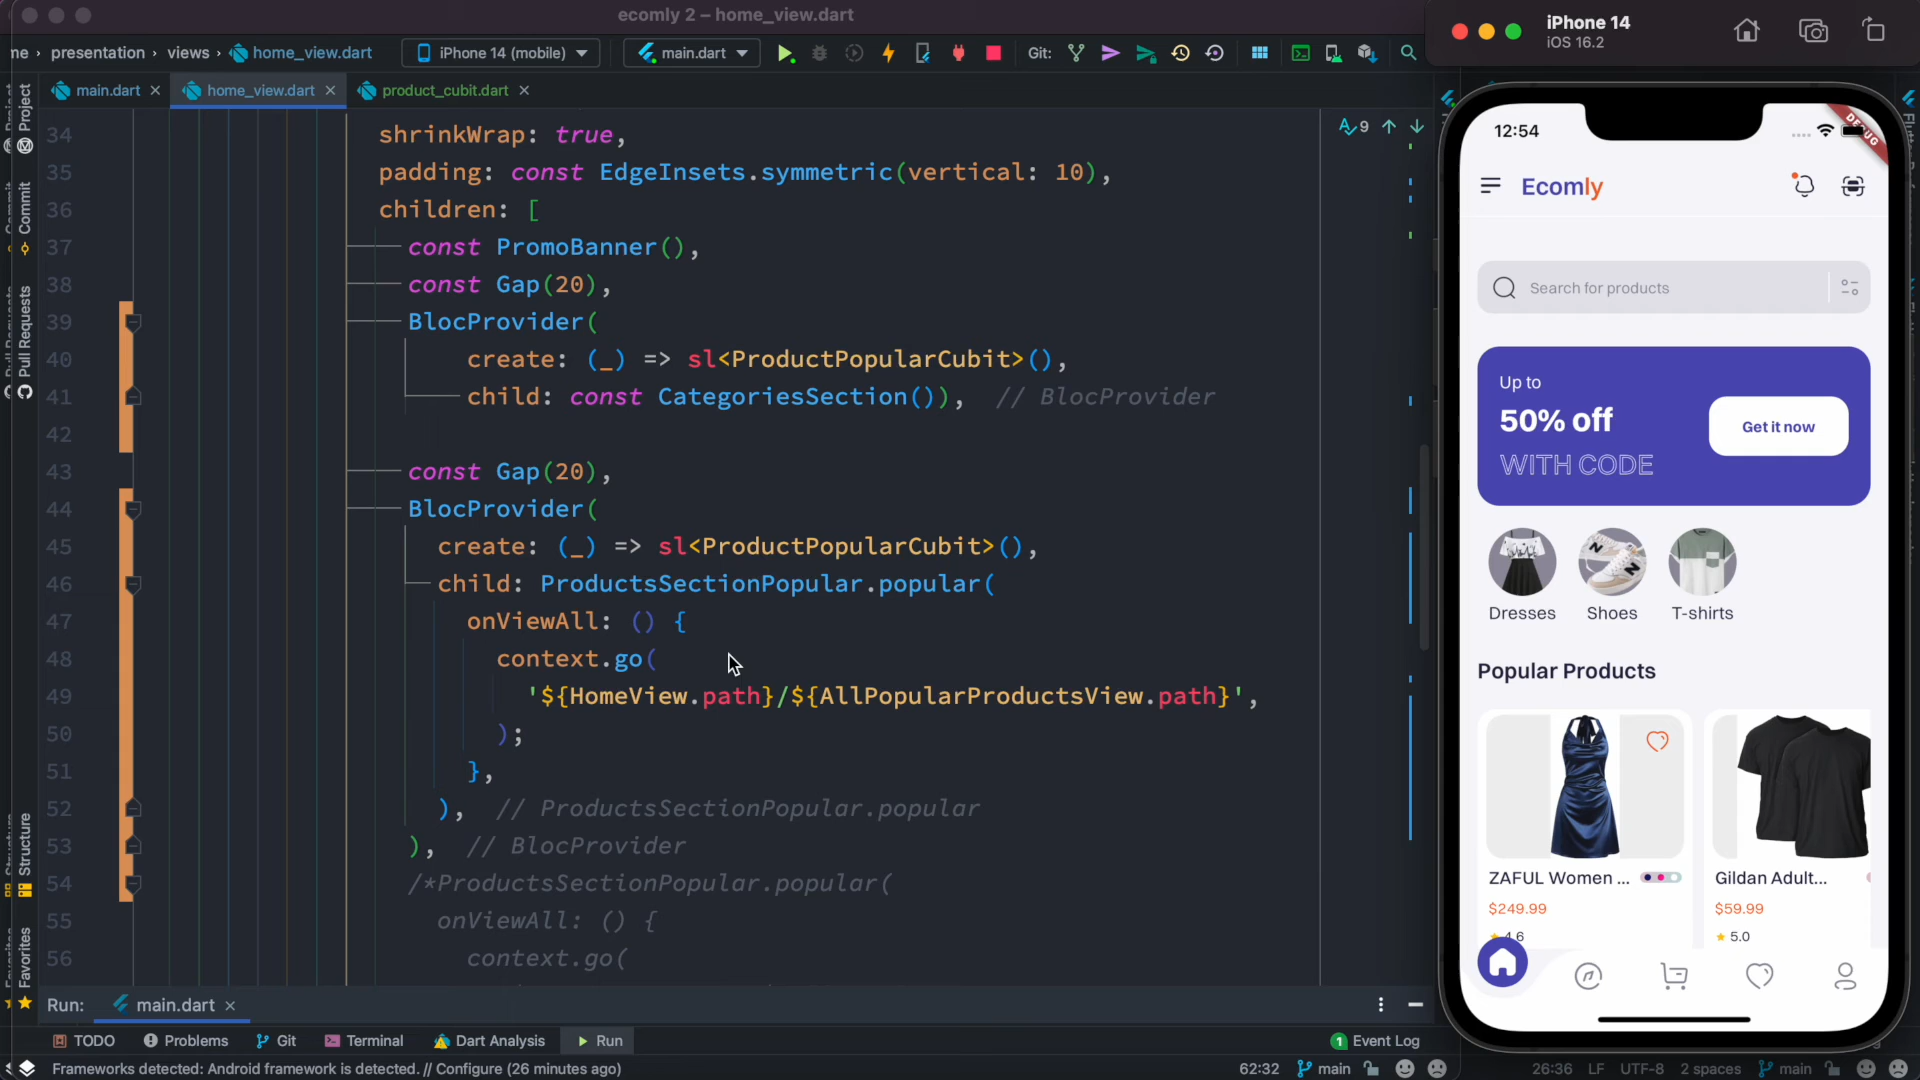 ecomly 2 – home_view.dart
me › presentation › views › home_view.dart
iPhone 14 (mobile)
main.dart
Git:
main.dart
home_view.dart
product_cubit.dart
Project
Commit
Pull Requests
Structure
Favorites
9
34 shrinkWrap: true,
35 padding: const EdgeInsets.symmetric(vertical: 10),
36 children: [
37 const PromoBanner(),
38 const Gap(20),
39 BlocProvider(
40 create: (_) => sl<ProductPopularCubit>(),
41 child: const CategoriesSection()), // BlocProvider
42
43 const Gap(20),
44 BlocProvider(
45 create: (_) => sl<ProductPopularCubit>(),
46 child: ProductsSectionPopular.popular(
47 onViewAll: () {
48 context.go(
49 '${HomeView.path}/${AllPopularProductsView.path}',
50 );
51 },
52 ), // ProductsSectionPopular.popular
53 ), // BlocProvider
54 /*ProductsSectionPopular.popular(
55 onViewAll: () {
56 context.go(
Run: main.dart
TODO
Problems
Git
Terminal
Dart Analysis
Run
1 Event Log
Frameworks detected: Android framework is detected. // Configure (26 minutes ago)
62:32
main
26:36 LF UTF-8 2 spaces main
iPhone 14
iOS 16.2
12:54
DEBUG
Ecomly
Search for products
Up to
50% off
WITH CODE
Get it now
Dresses
Shoes
T-shirts
Popular Products
ZAFUL Women ...
$249.99
4.6
Gildan Adult...
$59.99
5.0